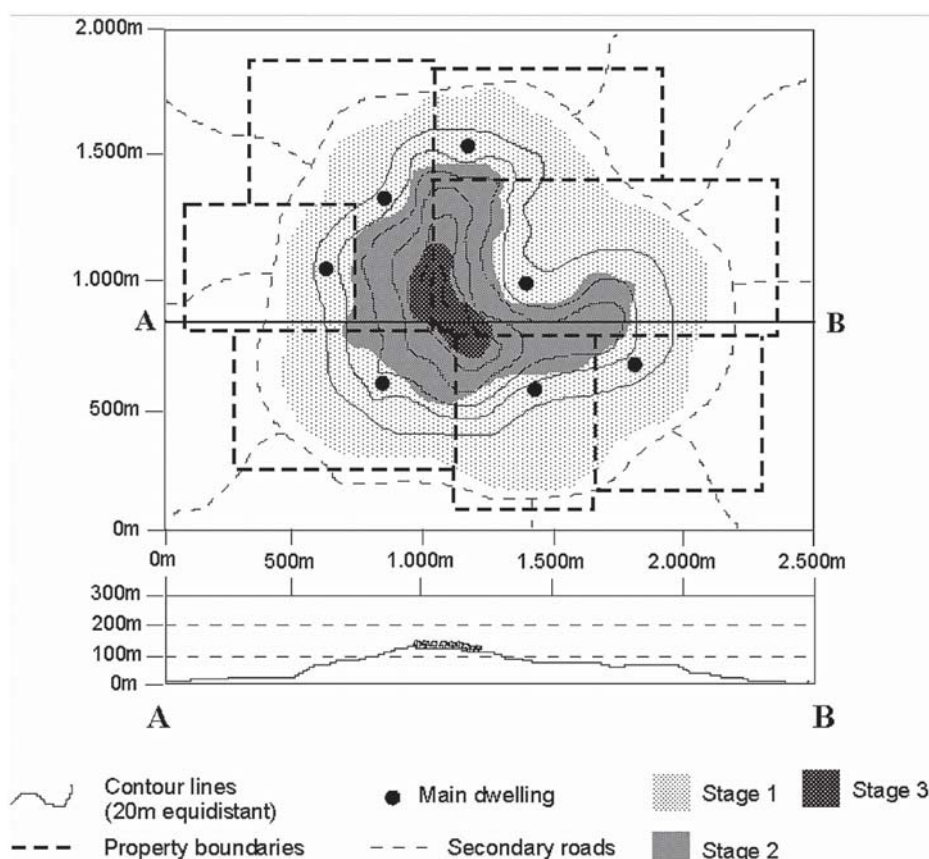 2.000m
1.500m
1.000m
A B
500m
0m
0m 500m 1.000m 1.500m 2.000m 2.500m
300m
200m
100m
0m
A B
Contour lines
(20m equidistant)
Main dwelling
Stage 1
Stage 3
Property boundaries
Secondary roads
Stage 2